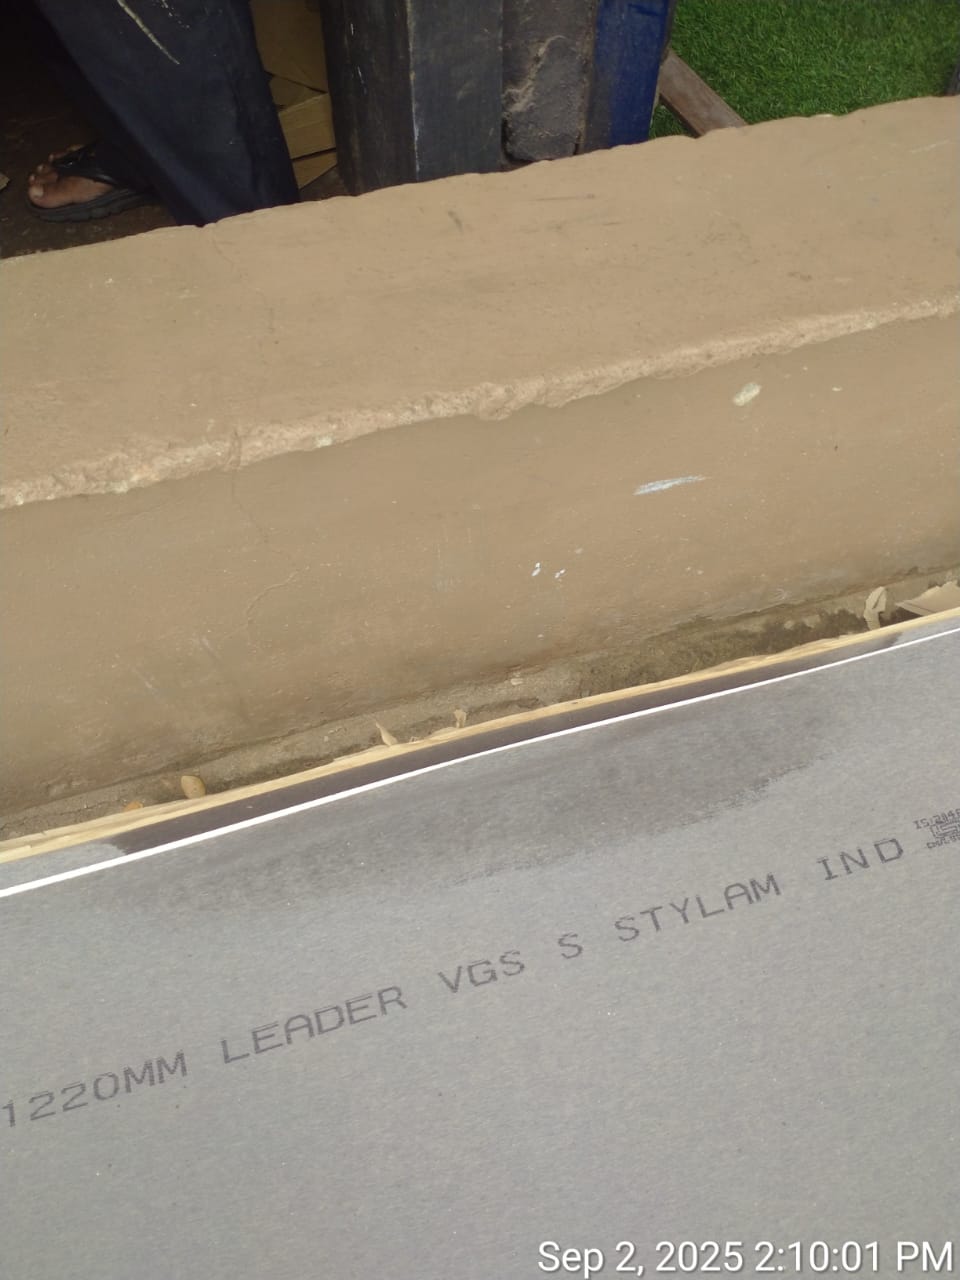 1220MM LEADER VGS S STYLAM IND
Sep 2, 2025 2:10:01 PM